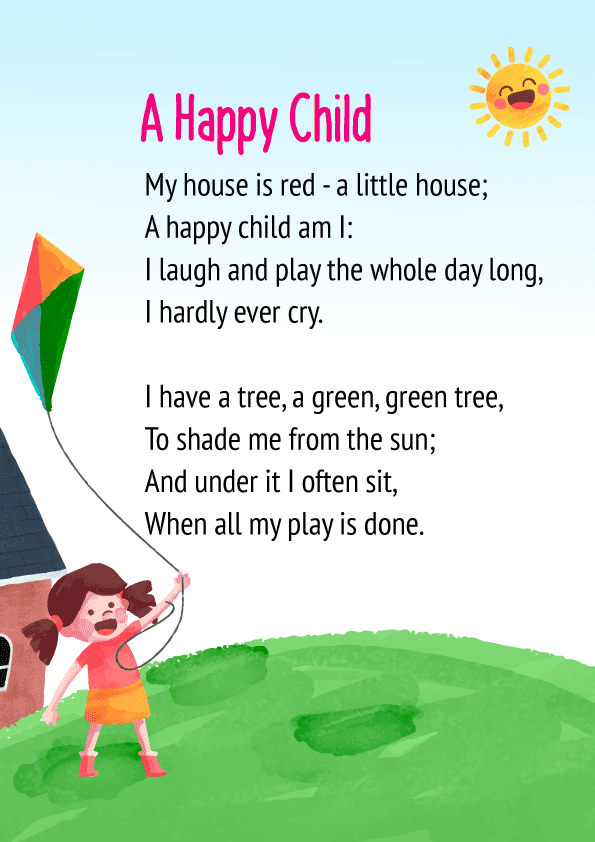 A Happy Child
My house is red - a little house;
A happy child am I:
I laugh and play the whole day long,
I hardly ever cry.
I have a tree, a green, green tree,
To shade me from the sun;
And under it I often sit,
When all my play is done.